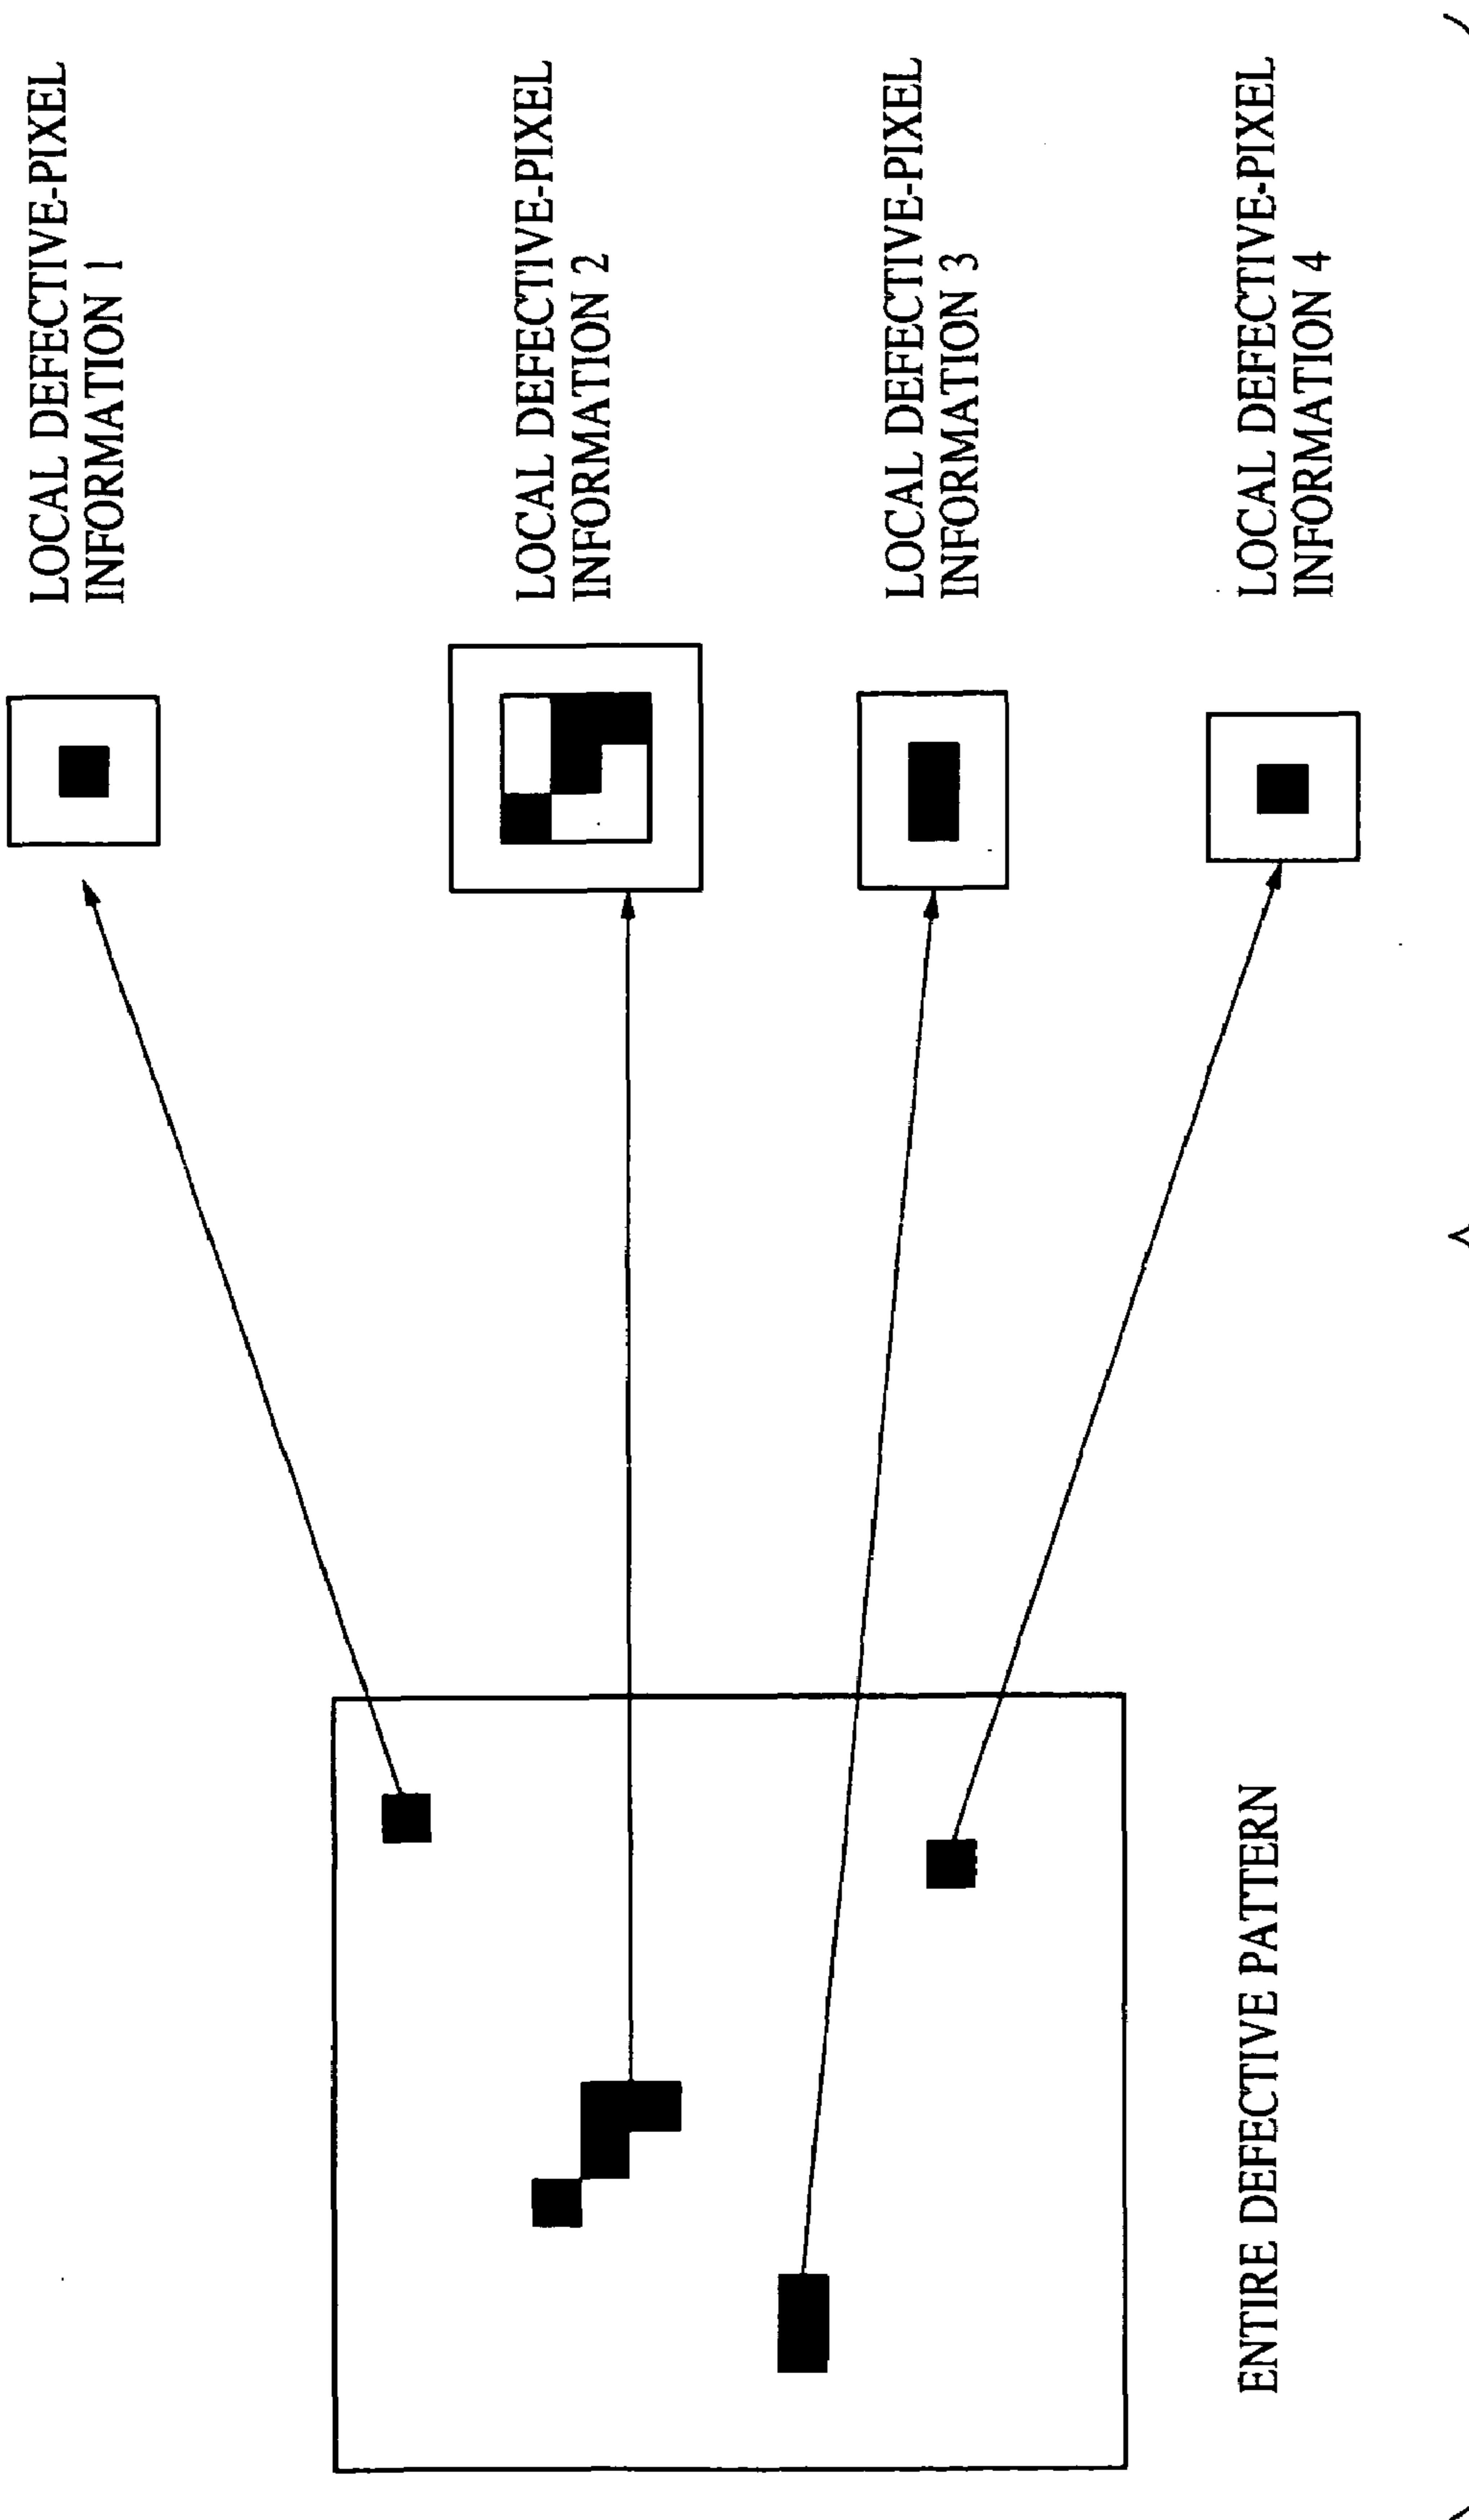 LOCAL DEFECTIVE-PIXEL
INFORMATION 1
LOCAL DEFECTIVE-PIXEL
INFORMATION 2
LOCAL DEFECTIVE-PIXEL
INFORMATION 3
LOCAL DEFECTIVE-PIXEL
INFORMATION 4
ENTIRE DEFECTIVE PATTERN